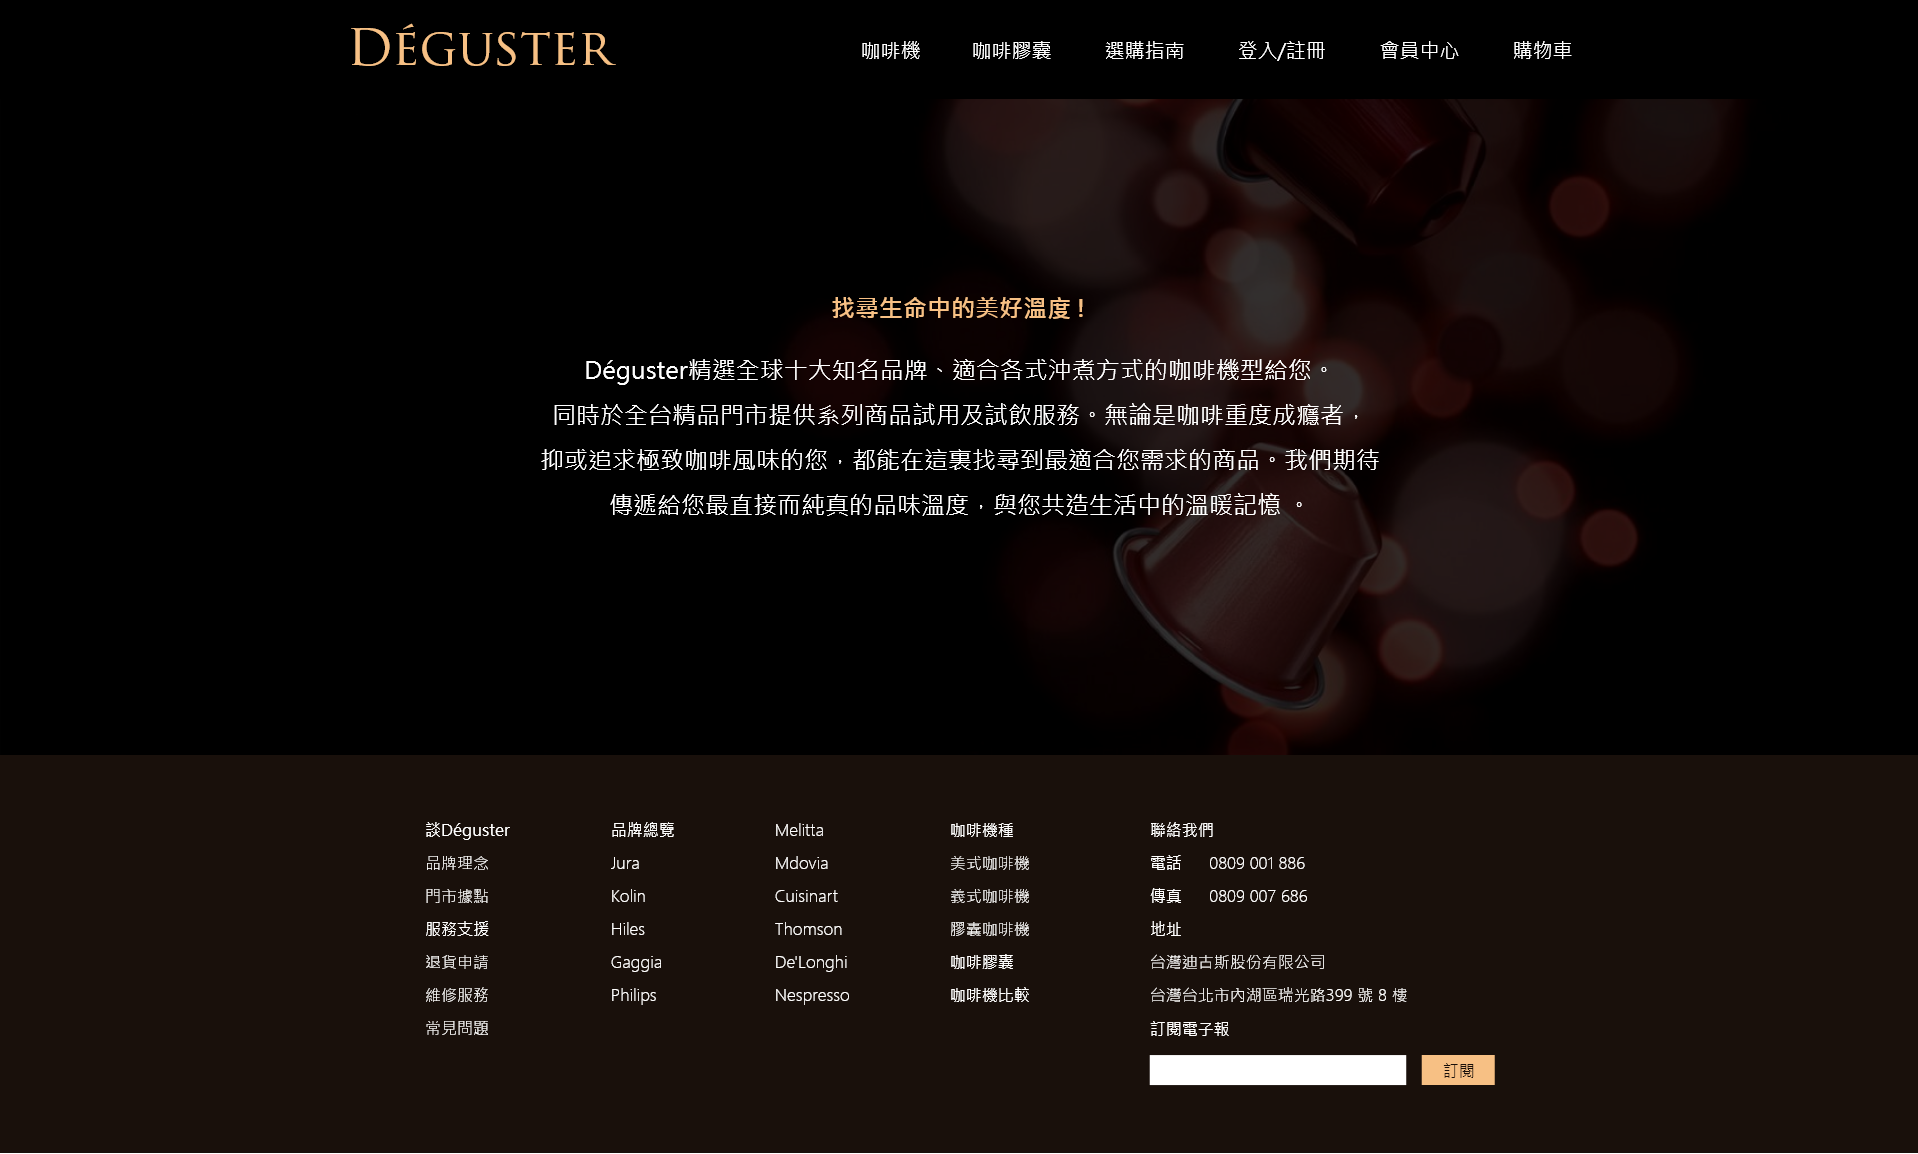 DÉGUSTER
咖啡機 咖啡膠囊 選購指南 登入/註冊 會員中心 購物車
找尋生命中的美好溫度！
Déguster精選全球十大知名品牌、適合各式沖煮方式的咖啡機型給您。
同時於全台精品門市提供系列商品試用及試飲服務。無論是咖啡重度成癮者，
抑或追求極致咖啡風味的您，都能在這裏找尋到最適合您需求的商品。我們期待
傳遞給您最直接而純真的品味溫度，與您共造生活中的溫暖記憶 。
談Déguster
品牌理念
門市據點
服務支援
退貨申請
維修服務
常見問題
品牌總覽
Jura
Kolin
Hiles
Gaggia
Philips
Melitta
Mdovia
Cuisinart
Thomson
De'Longhi
Nespresso
咖啡機種
美式咖啡機
義式咖啡機
膠囊咖啡機
咖啡膠囊
咖啡機比較
聯絡我們
電話 0809 001 886
傳真 0809 007 686
地址
台灣迪古斯股份有限公司
台灣台北市內湖區瑞光路399 號 8 樓
訂閱電子報
訂閱